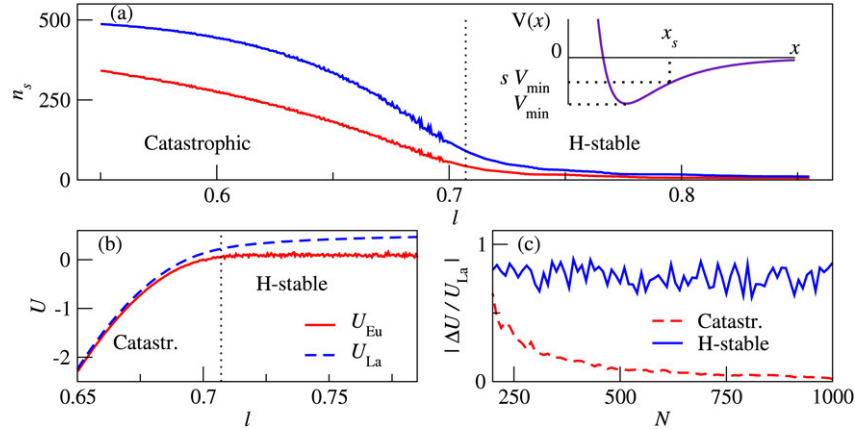 500
250
0
n_s
(a)
Catastrophic
H-stable
V(x)
x_s
x
0
s V_min
V_min
0.6
0.7
0.8
l
(b)
0
-1
-2
U
H-stable
Catastr.
U_Eu
U_La
0.65
0.7
0.75
l
(c)
1
0
| ΔU / U_La |
Catastr.
H-stable
250
500
750
1000
N